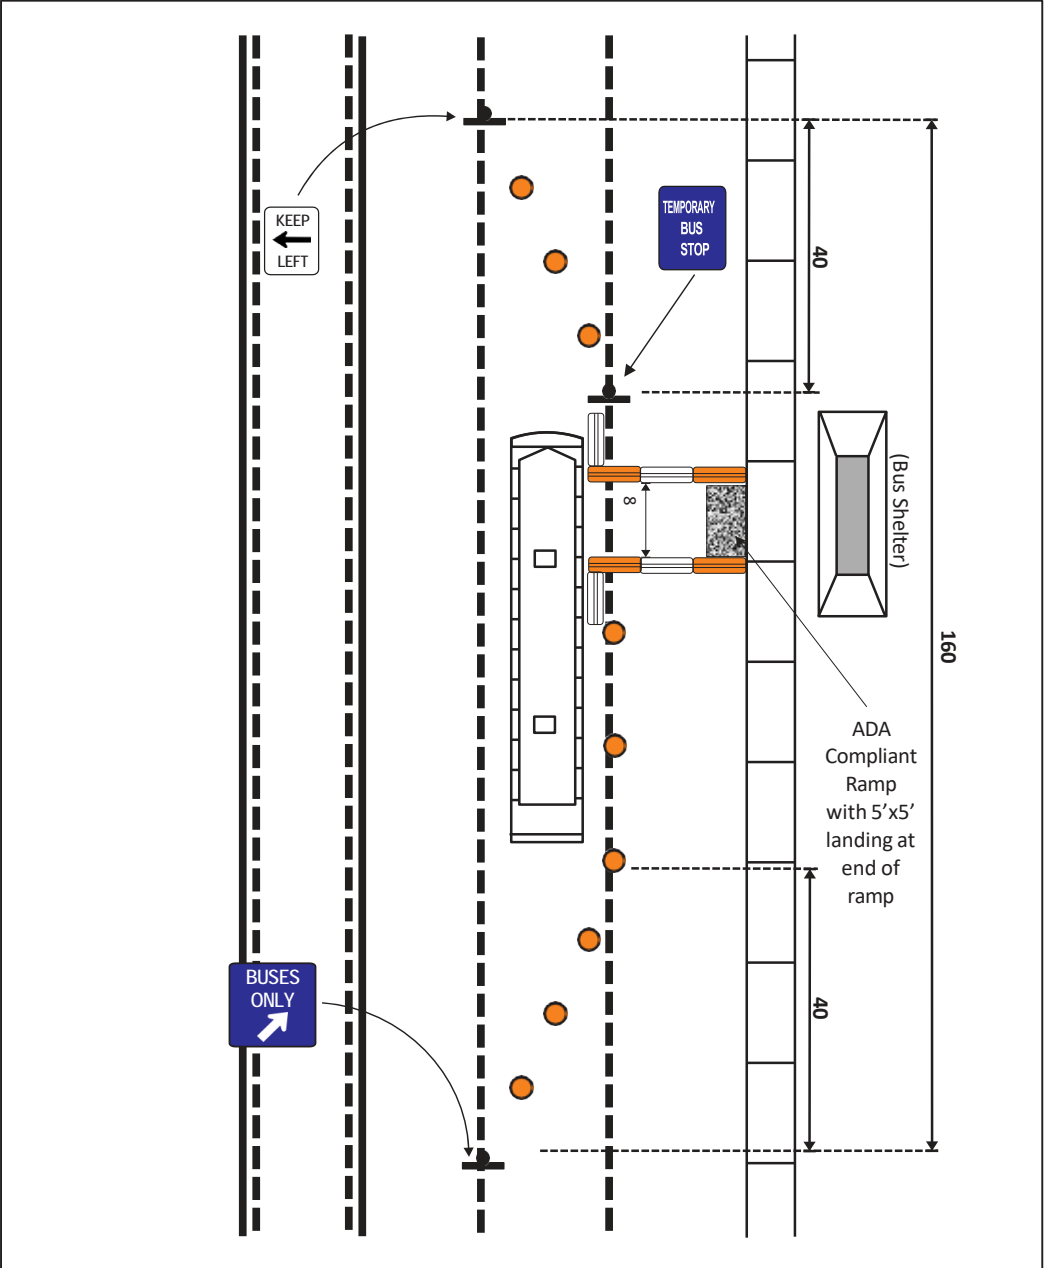 KEEP
LEFT
TEMPORARY
BUS
STOP
40
(Bus Shelter)
8
160
ADA
Compliant
Ramp
with 5’x5’
landing at
end of
ramp
BUSES
ONLY
40